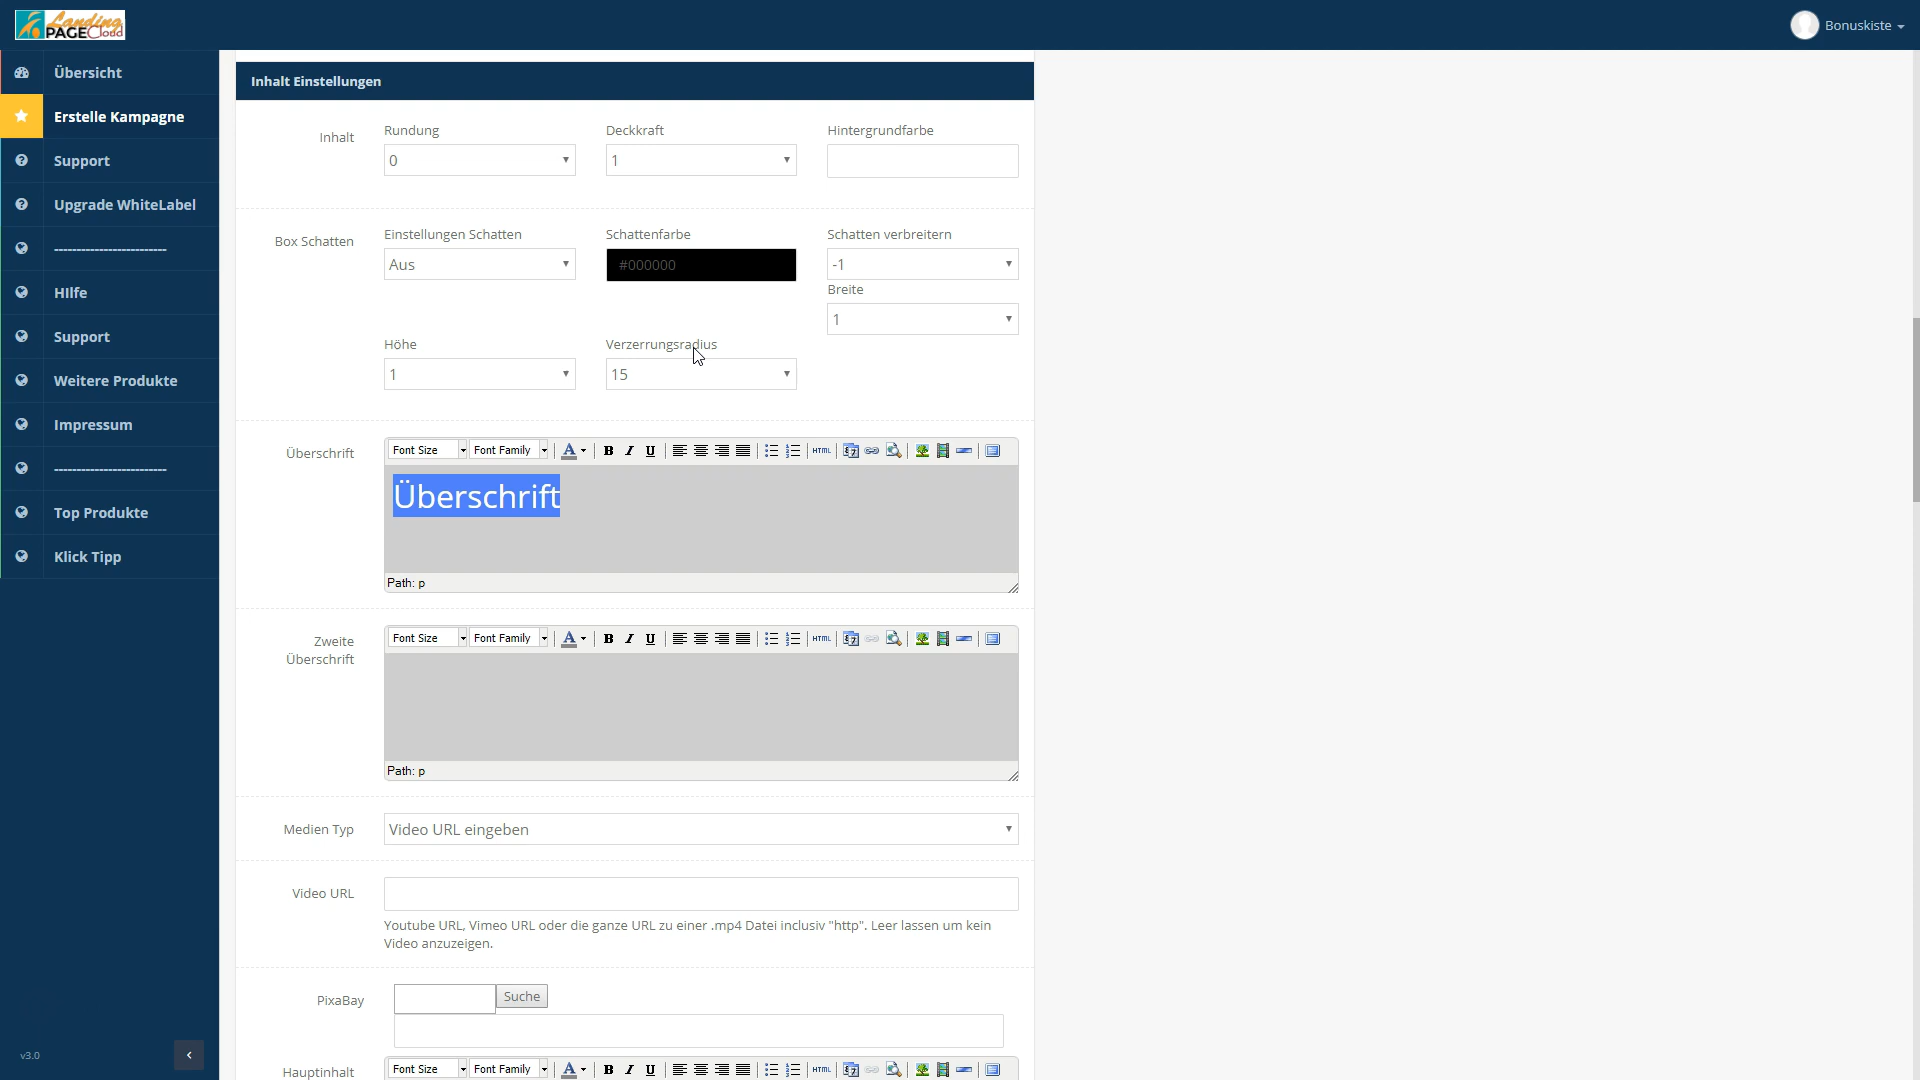 Landing
PAGECloud
Bonuskiste
Übersicht
Erstelle Kampagne
Support
Upgrade WhiteLabel
-------------------------
HIlfe
Support
Weitere Produkte
Impressum
-------------------------
Top Produkte
Klick Tipp
v3.0
Inhalt Einstellungen
Inhalt
Rundung
Deckkraft
Hintergrundfarbe
0
1
Box Schatten
Einstellungen Schatten
Schattenfarbe
Schatten verbreitern
Aus
#000000
-1
Breite
1
Höhe
Verzerrungsradius
1
15
Überschrift
Font Size
Font Family
A
B
I
U
HTML
Überschrift
Path: p
Zweite
Überschrift
Font Size
Font Family
A
B
I
U
HTML
Path: p
Medien Typ
Video URL eingeben
Video URL
Youtube URL, Vimeo URL oder die ganze URL zu einer .mp4 Datei inclusiv "http". Leer lassen um kein
Video anzuzeigen.
PixaBay
Suche
Hauptinhalt
Font Size
Font Family
A
B
I
U
HTML